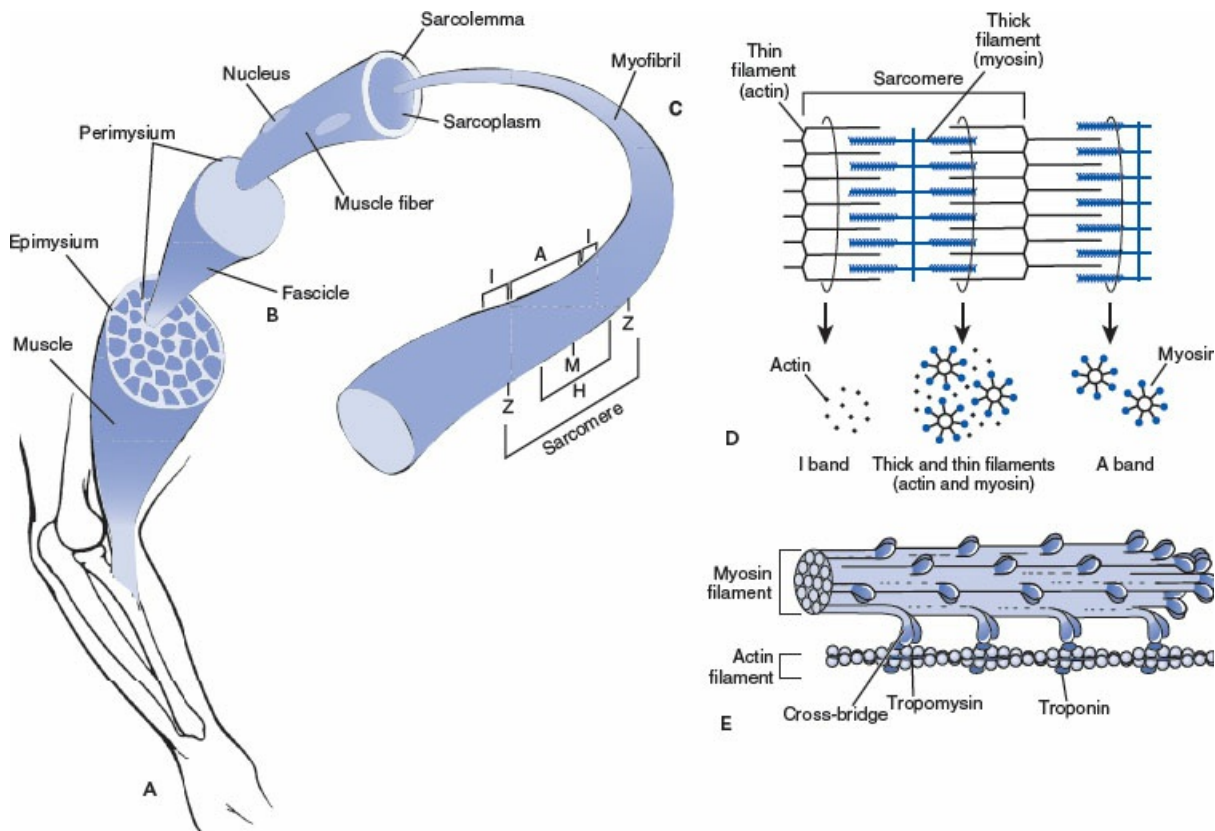 Sarcolemma
Nucleus
Myofibril
C
Sarcoplasm
Perimysium
Muscle fiber
Epimysium
Fascicle
B
Muscle
I
A
I
Z
M
H
Z
Sarcomere
A
Thick
filament
(myosin)
Thin
filament
(actin)
Sarcomere
Actin
Myosin
D
I band
Thick and thin filaments
(actin and myosin)
A band
Myosin
filament
Actin
filament
Cross-bridge
Tropomysin
Troponin
E